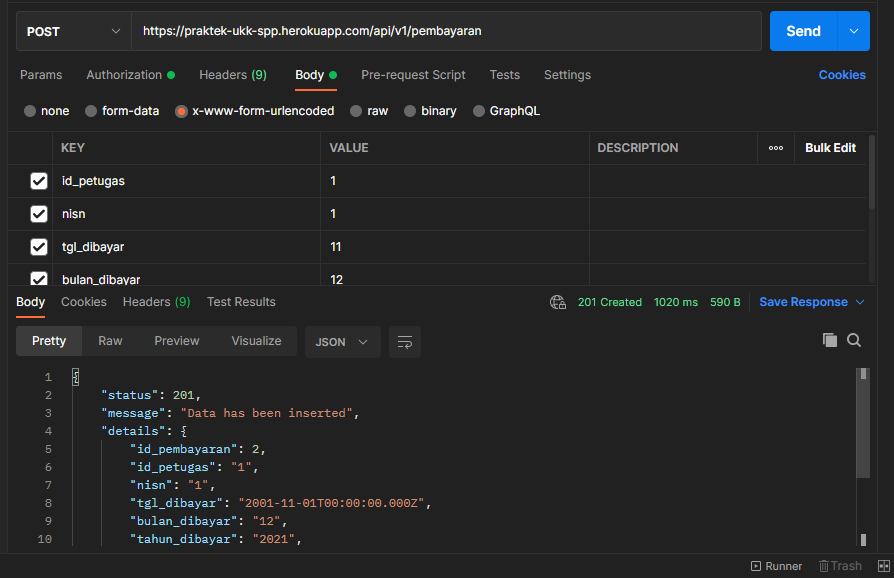 POST https://praktek-ukk-spp.herokuapp.com/api/v1/pembayaran Send
Params Authorization Headers (9) Body Pre-request Script Tests Settings Cookies
none form-data x-www-form-urlencoded raw binary GraphQL
KEY VALUE DESCRIPTION ooo Bulk Edit
id_petugas 1
nisn 1
tgl_dibayar 11
bulan_dibayar 12
Body Cookies Headers (9) Test Results 201 Created 1020 ms 590 B Save Response
Pretty Raw Preview Visualize JSON
1 {
2 "status": 201,
3 "message": "Data has been inserted",
4 "details": {
5 "id_pembayaran": 2,
6 "id_petugas": "1",
7 "nisn": "1",
8 "tgl_dibayar": "2001-11-01T00:00:00.000Z",
9 "bulan_dibayar": "12",
10 "tahun_dibayar": "2021",
Runner Trash